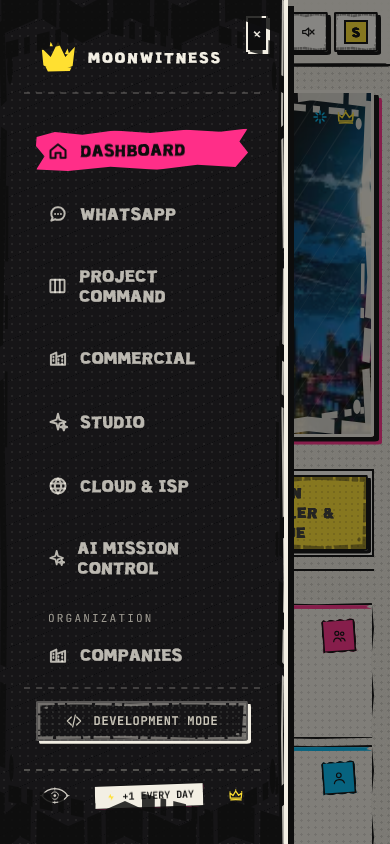 MOONWITNESS
×
$
DASHBOARD
WHATSAPP
PROJECT
COMMAND
COMMERCIAL
STUDIO
CLOUD & ISP
AI MISSION
CONTROL
ORGANIZATION
COMPANIES
</> DEVELOPMENT MODE
+1 EVERY DAY
N
ER &
E